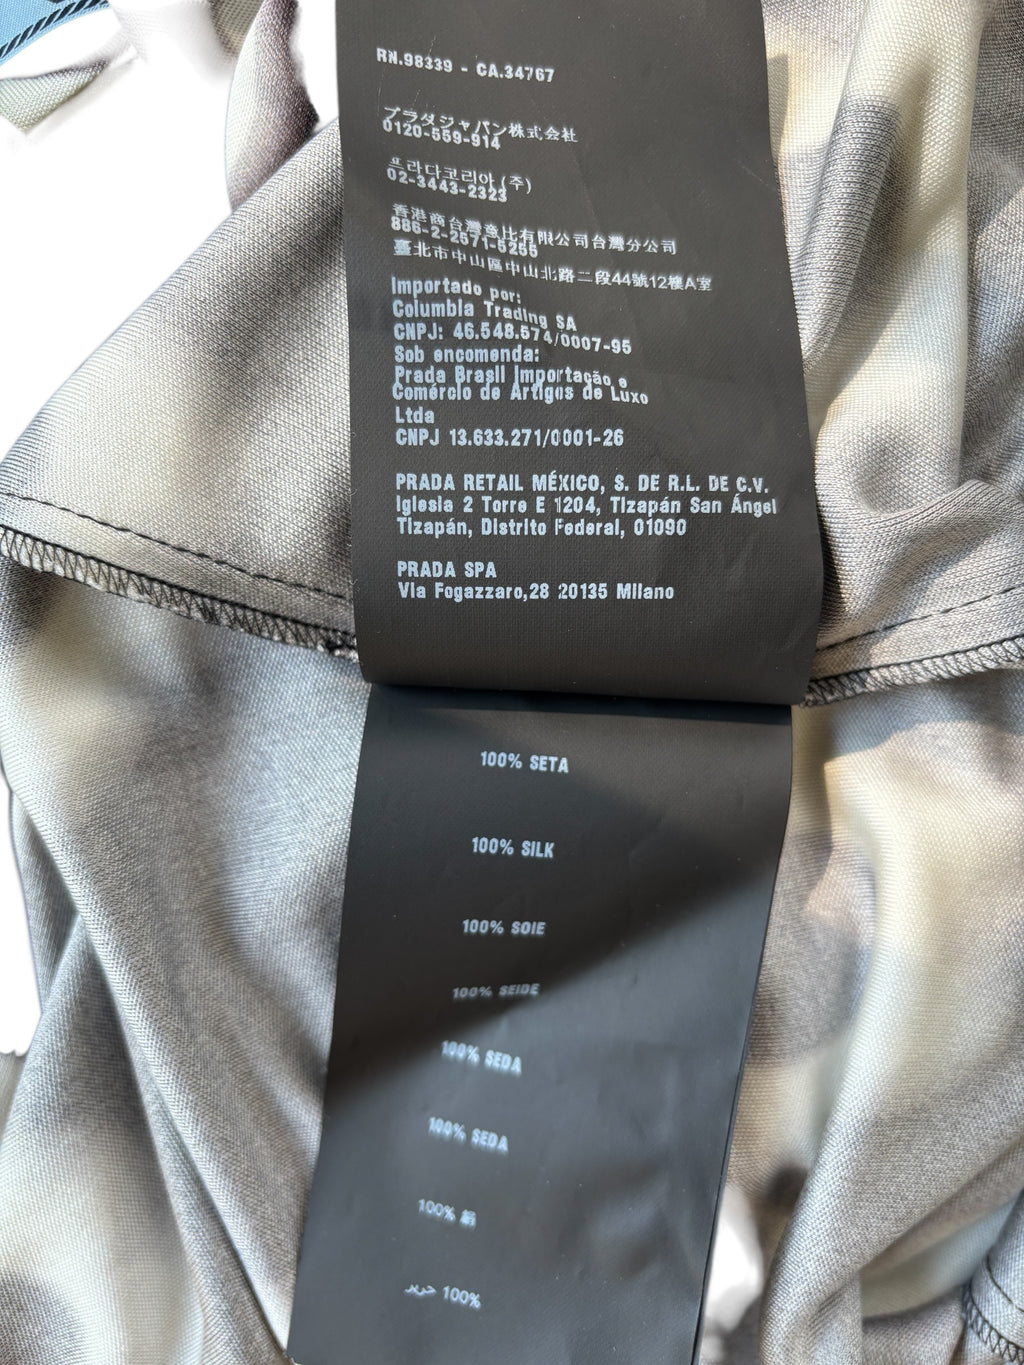 RN.98339 - CA.34767
プラダジャパン株式会社
0120-559-914
프라다코리아(주)
02-3443-2323
香港商台灣意比有限公司台灣分公司
886-2-2571-5255
臺北市中山區中山北路二段44號12樓A室
Importado por:
Columbia Trading SA
CNPJ: 46.548.574/0007-95
Sob encomenda:
Prada Brasil Importação e
Comércio de Artigos de Luxo
Ltda
CNPJ 13.633.271/0001-26
PRADA RETAIL MÉXICO, S. DE R.L. DE C.V.
Iglesia 2 Torre E 1204, Tizapán San Ángel
Tizapán, Distrito Federal, 01090
PRADA SPA
Via Fogazzaro,28 20135 Milano
100% SETA
100% SILK
100% SOIE
100% SEIDE
100% SEDA
100% SEDA
100% 絹
100% حرير